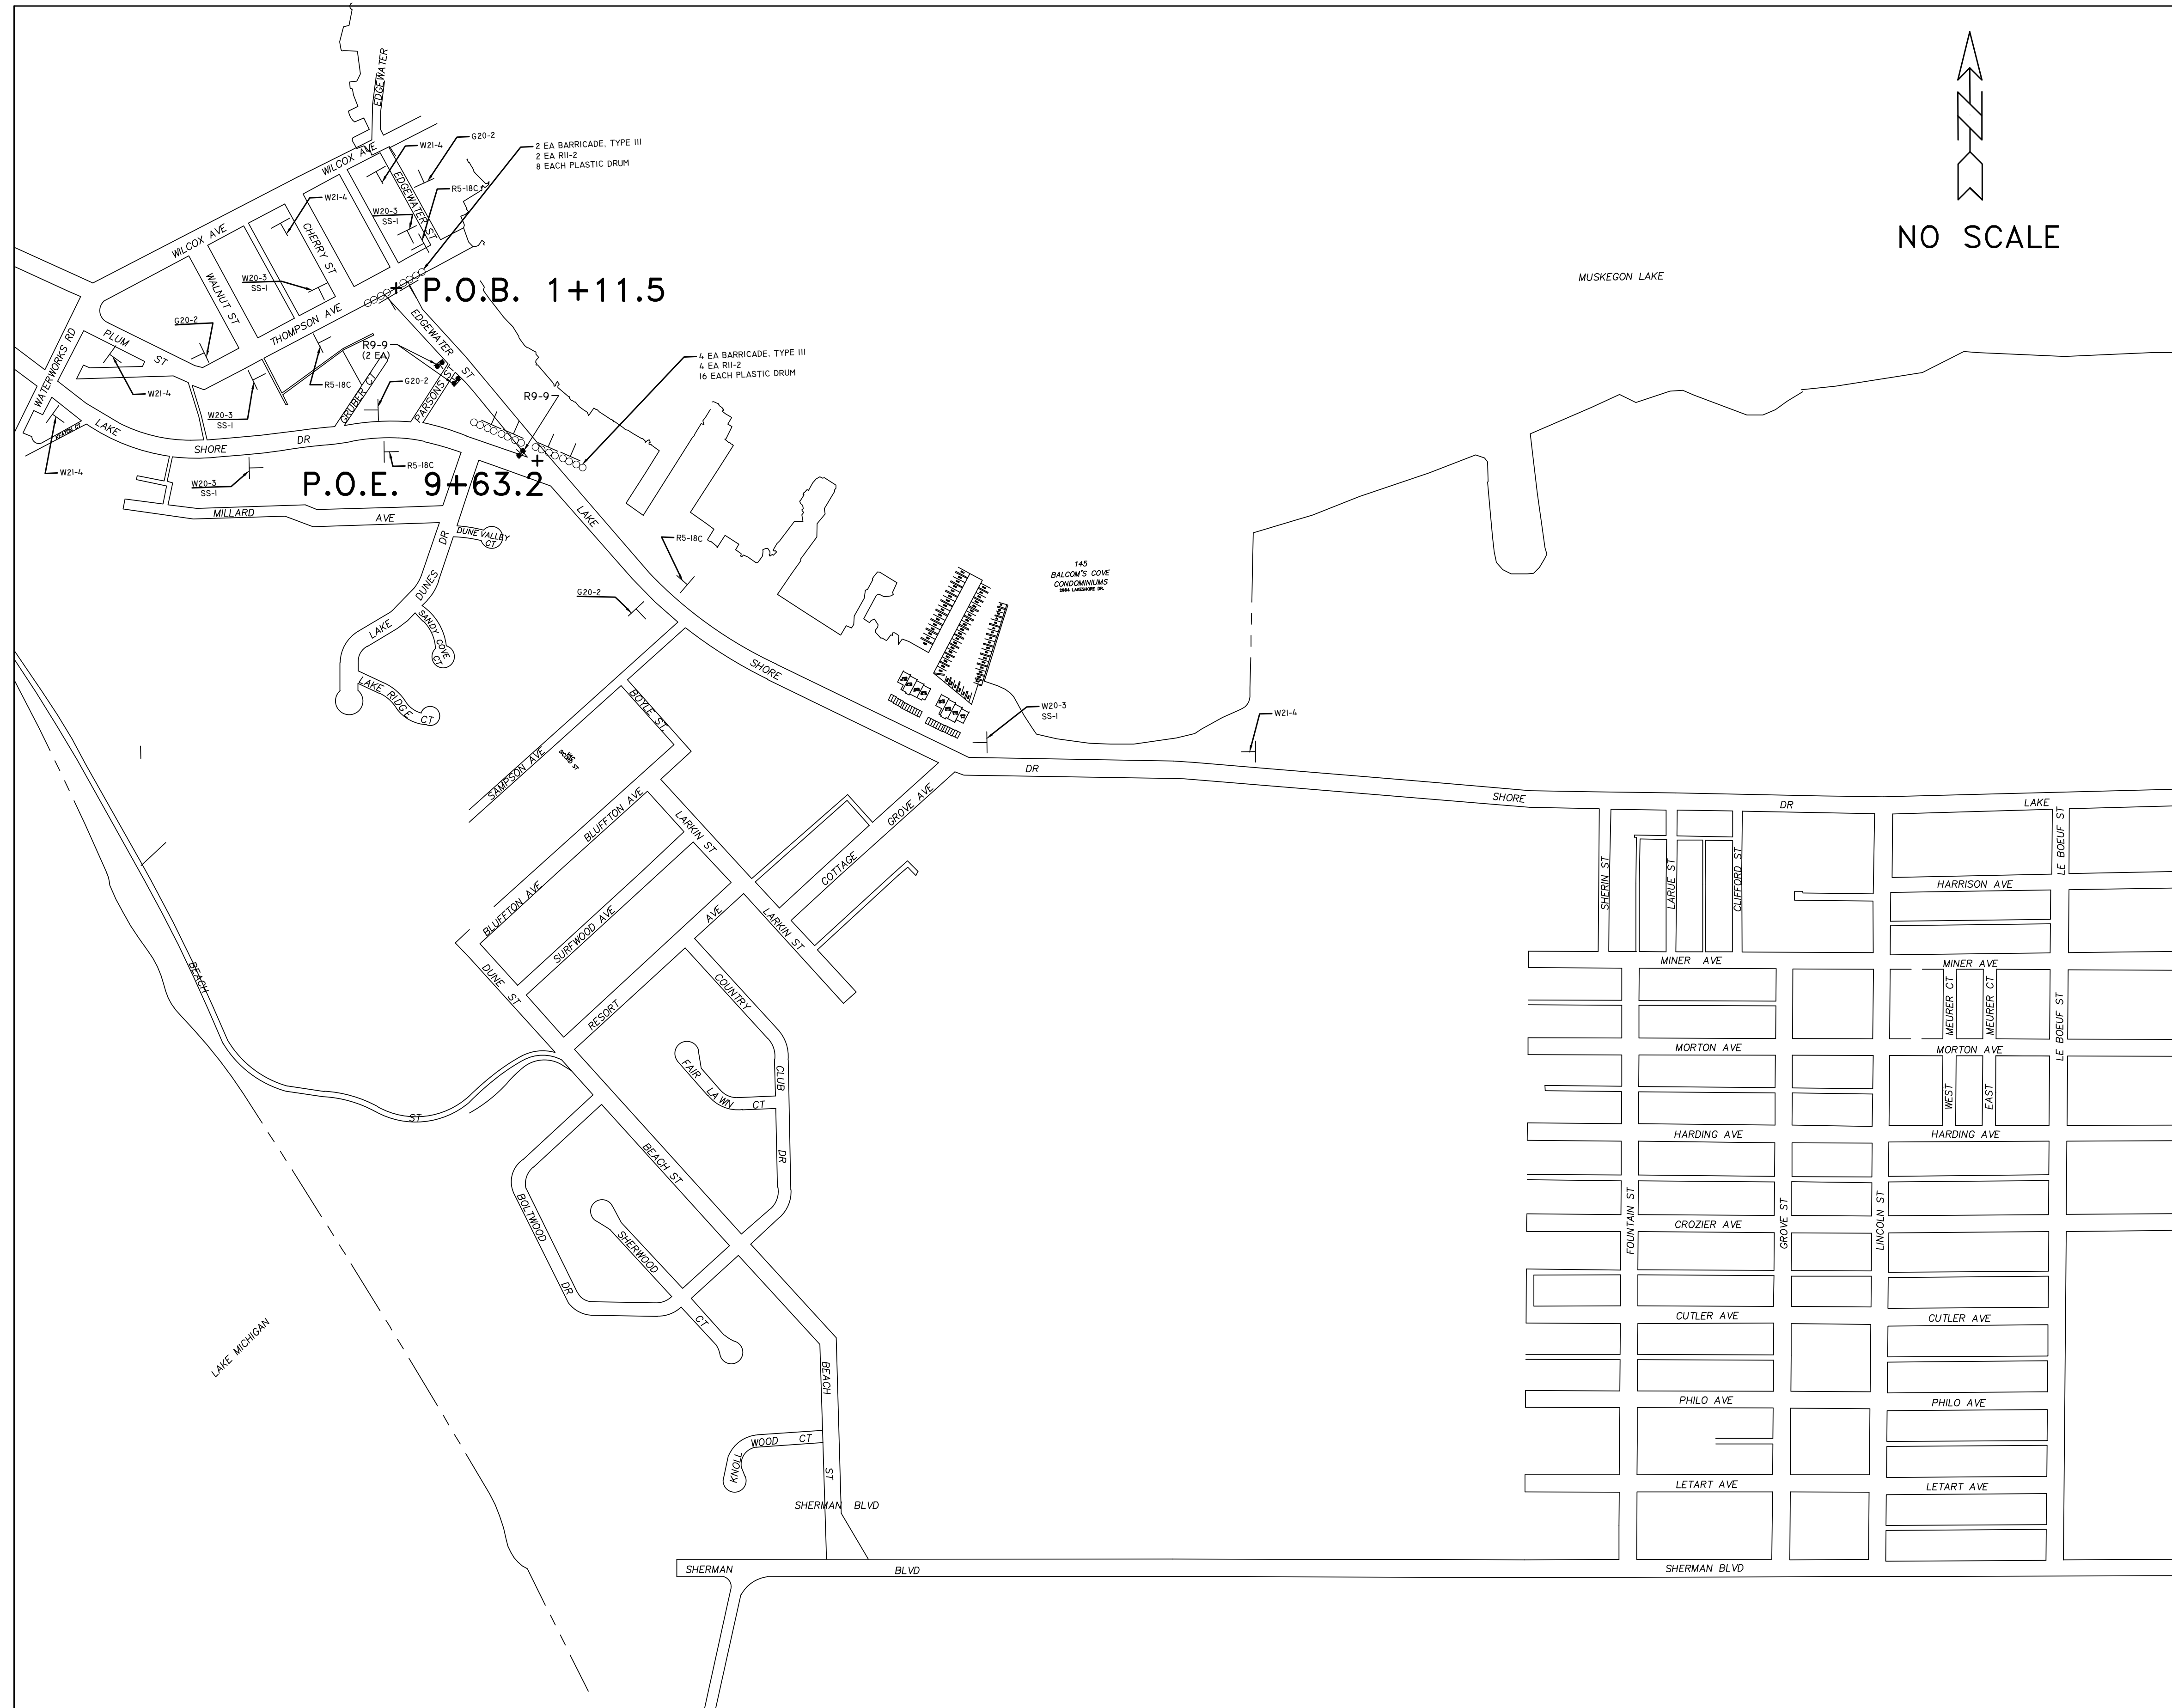 EDGEWATER
WILCOX AVE
W21-4
G20-2
2 EA BARRICADE, TYPE III
2 EA R11-2
8 EACH PLASTIC DRUM
EDGEWATER ST
R5-18C
W21-4
W20-3
SS-1
CHERRY ST
WILCOX AVE
WALNUT ST
W20-3
SS-1
NO SCALE
MUSKEGON LAKE
P.O.B. 1+11.5
THOMPSON AVE
G20-2
PLUM ST
WATERWORKS RD
EDGEWATER ST
R9-9
(2 EA)
4 EA BARRICADE, TYPE III
4 EA R11-2
16 EACH PLASTIC DRUM
W21-4
R5-18C
GRUBER CT
G20-2
PARSONS ST
R9-9
W20-3
SS-1
LAKE SHORE DR
W21-4
R5-18C
W20-3
SS-1
P.O.E. 9+63.2
MILLARD AVE
LAKE
DUNE VALLEY
CT
R5-18C
G20-2
LAKE DUNES DR
SANDY COVE CT
LAKE RIDGE CT
145
BALCOM'S COVE
CONDOMINIUMS
2964 LAKESHORE DR.
SHORE
W20-3
SS-1
W21-4
DR
SHORE
DR
LAKE
BOYLE ST.
SAMPSON AVE
BLUFFTON AVE
LARKIN ST
COTTAGE GROVE AVE
BLUFFTON AVE
SURFWOOD AVE
RESORT AVE
LARKIN ST
DUNE ST
BEACH ST
COUNTRY CLUB DR
FAIR LAWN CT
BEACH ST
BOLTWOOD DR
SHERWOOD CT
LAKE MICHIGAN
BEACH ST
KNOLL WOOD CT
SHERMAN BLVD
SHERMAN BLVD
SHERMAN BLVD
SHERIN ST
LARUE ST
CLIFFORD ST
LE BOEUF ST
HARRISON AVE
MINER AVE
MINER AVE
MEURER CT
MEURER CT
LE BOEUF ST
MORTON AVE
MORTON AVE
WEST
EAST
HARDING AVE
HARDING AVE
FOUNTAIN ST
CROZIER AVE
GROVE ST
LINCOLN ST
CUTLER AVE
CUTLER AVE
PHILO AVE
PHILO AVE
LETART AVE
LETART AVE